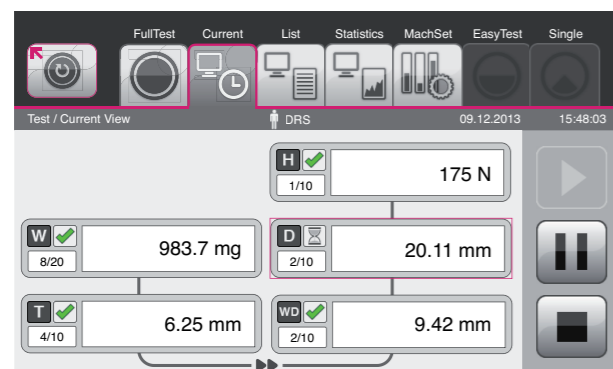 FullTest Current List Statistics MachSet EasyTest Single
Test / Current View DRS 09.12.2013 15:48:03
H
1/10
175 N
W
8/20
983.7 mg
D
2/10
20.11 mm
T
4/10
6.25 mm
WD
2/10
9.42 mm